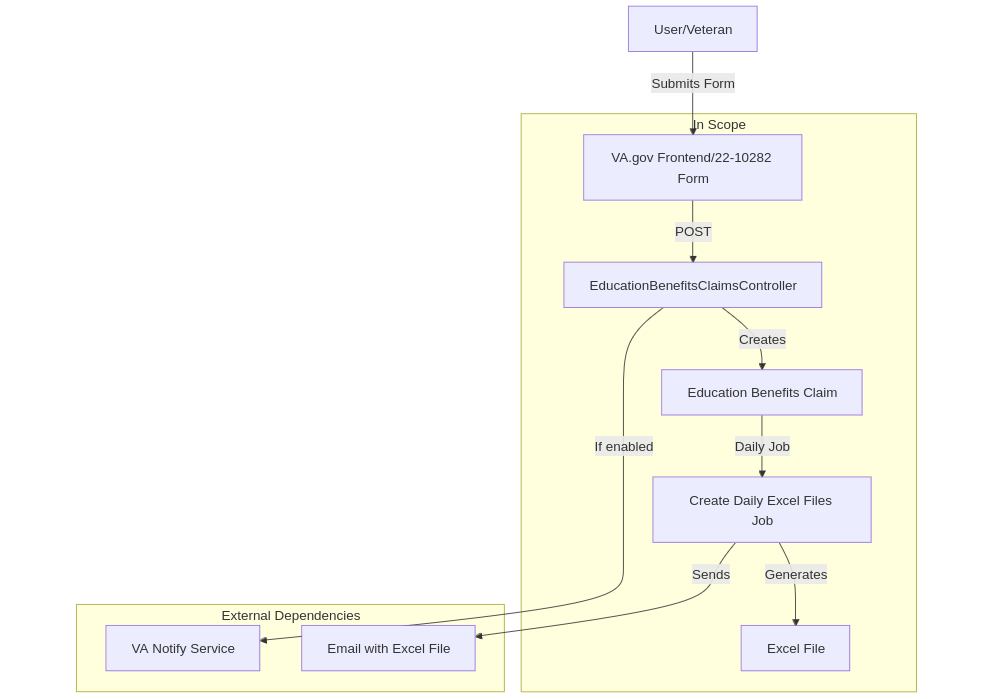 User/Veteran
Submits Form
In Scope
VA.gov Frontend/22-10282
Form
POST
EducationBenefitsClaimsController
Creates
Education Benefits Claim
If enabled
Daily Job
Create Daily Excel Files
Job
Sends
Generates
External Dependencies
VA Notify Service
Email with Excel File
Excel File